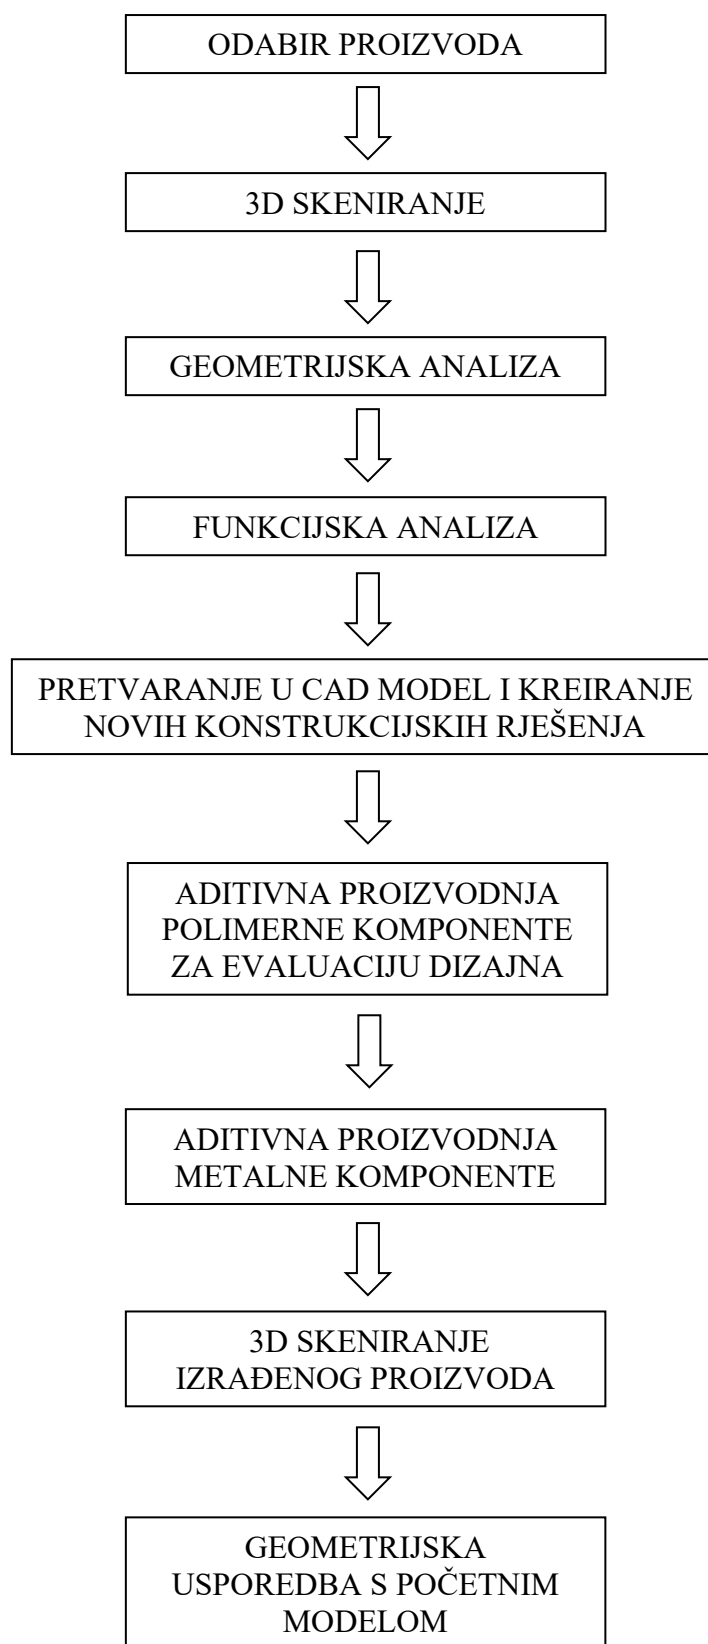 ODABIR PROIZVODA
3D SKENIRANJE
GEOMETRIJSKA ANALIZA
FUNKCIJSKA ANALIZA
PRETVARANJE U CAD MODEL I KREIRANJE
NOVIH KONSTRUKCIJSKIH RJEŠENJA
ADITIVNA PROIZVODNJA
POLIMERNE KOMPONENTE
ZA EVALUACIJU DIZAJNA
ADITIVNA PROIZVODNJA
METALNE KOMPONENTE
3D SKENIRANJE
IZRAĐENOG PROIZVODA
GEOMETRIJSKA
USPOREDBA S POČETNIM
MODELOM